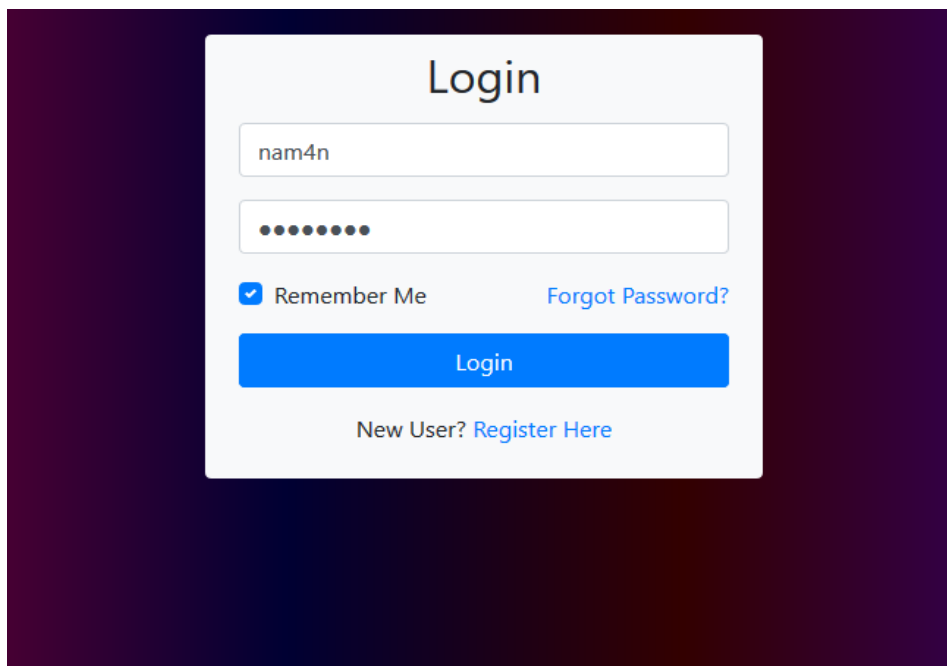 Login
nam4n
●●●●●●●●
Remember Me Forgot Password?
Login
New User? Register Here